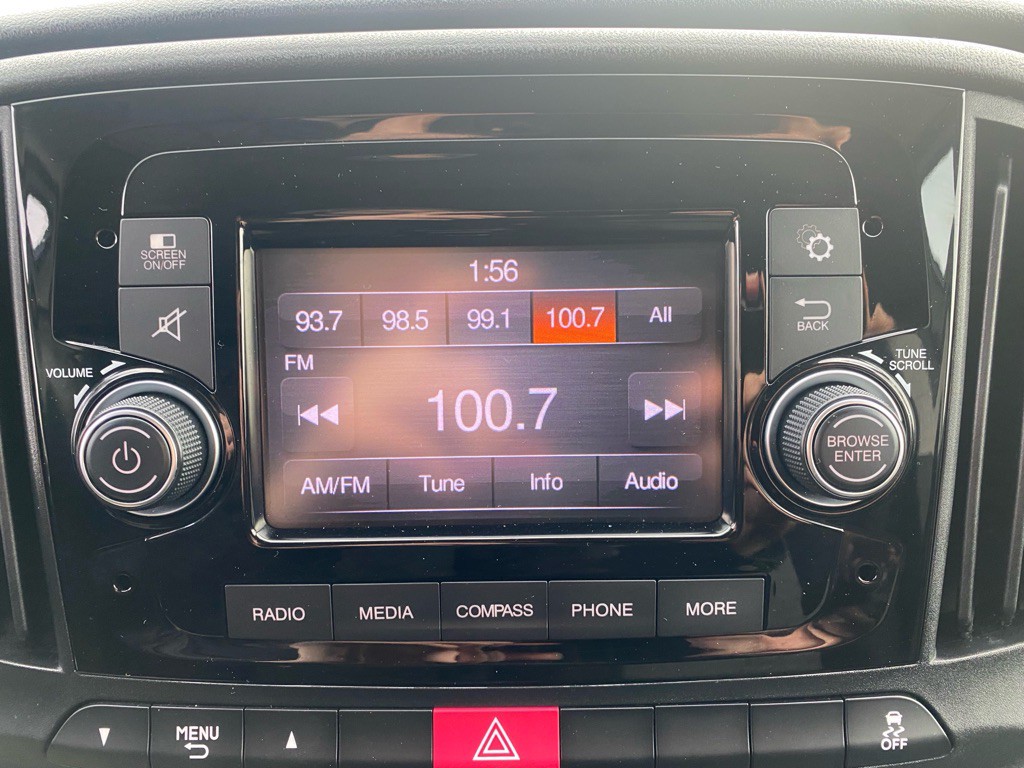 1:56
SCREEN
ON/OFF
93.7 98.5 99.1 100.7 All
BACK
FM
VOLUME
TUNE
SCROLL
100.7
BROWSE
ENTER
AM/FM Tune Info Audio
RADIO MEDIA COMPASS PHONE MORE
MENU
OFF